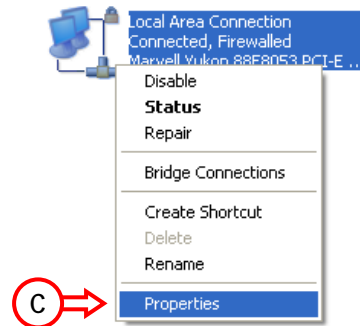 Local Area Connection
Connected, Firewalled
Marvell Yukon 88E8053 PCI-E ...
Disable
Status
Repair
Bridge Connections
Create Shortcut
Delete
Rename
C
Properties